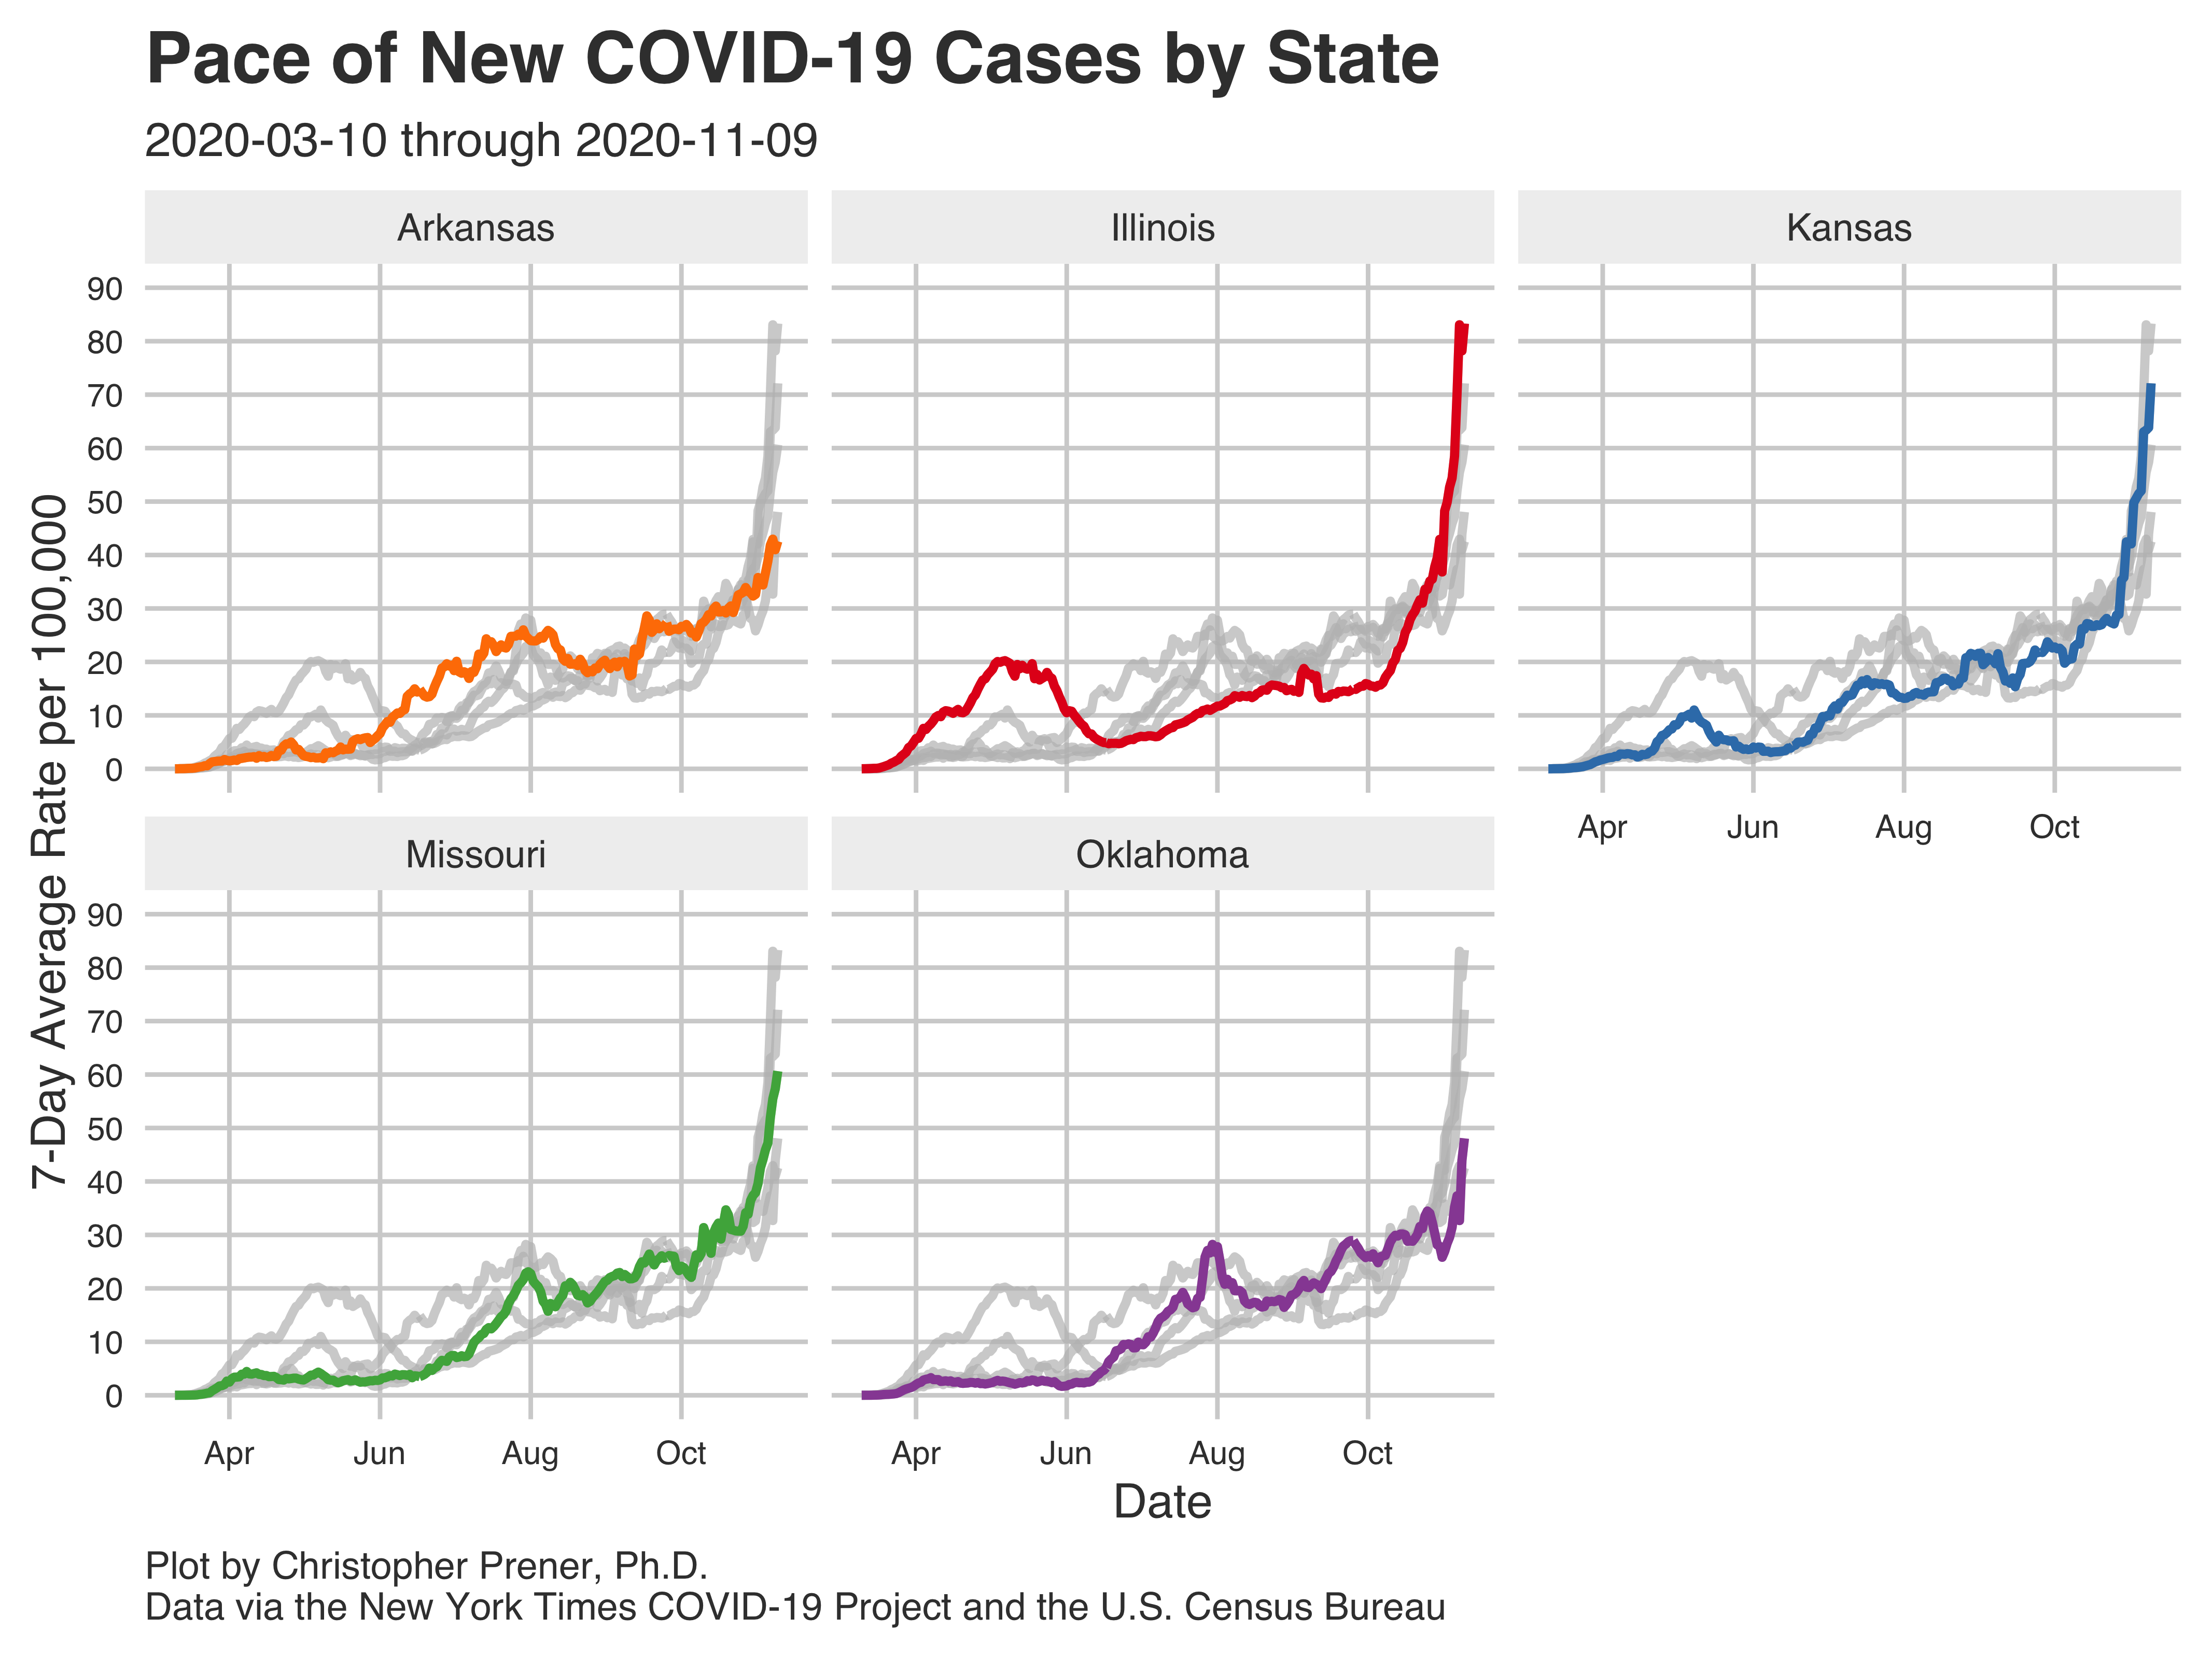 Pace of New COVID-19 Cases by State
2020-03-10 through 2020-11-09
Arkansas
Illinois
Kansas
90
80
70
60
50
40
30
20
10
0
Apr
Jun
Aug
Oct
Missouri
Oklahoma
90
80
70
60
50
40
30
20
10
0
Apr
Jun
Aug
Oct
Apr
Jun
Aug
Oct
7-Day Average Rate per 100,000
Date
Plot by Christopher Prener, Ph.D.
Data via the New York Times COVID-19 Project and the U.S. Census Bureau